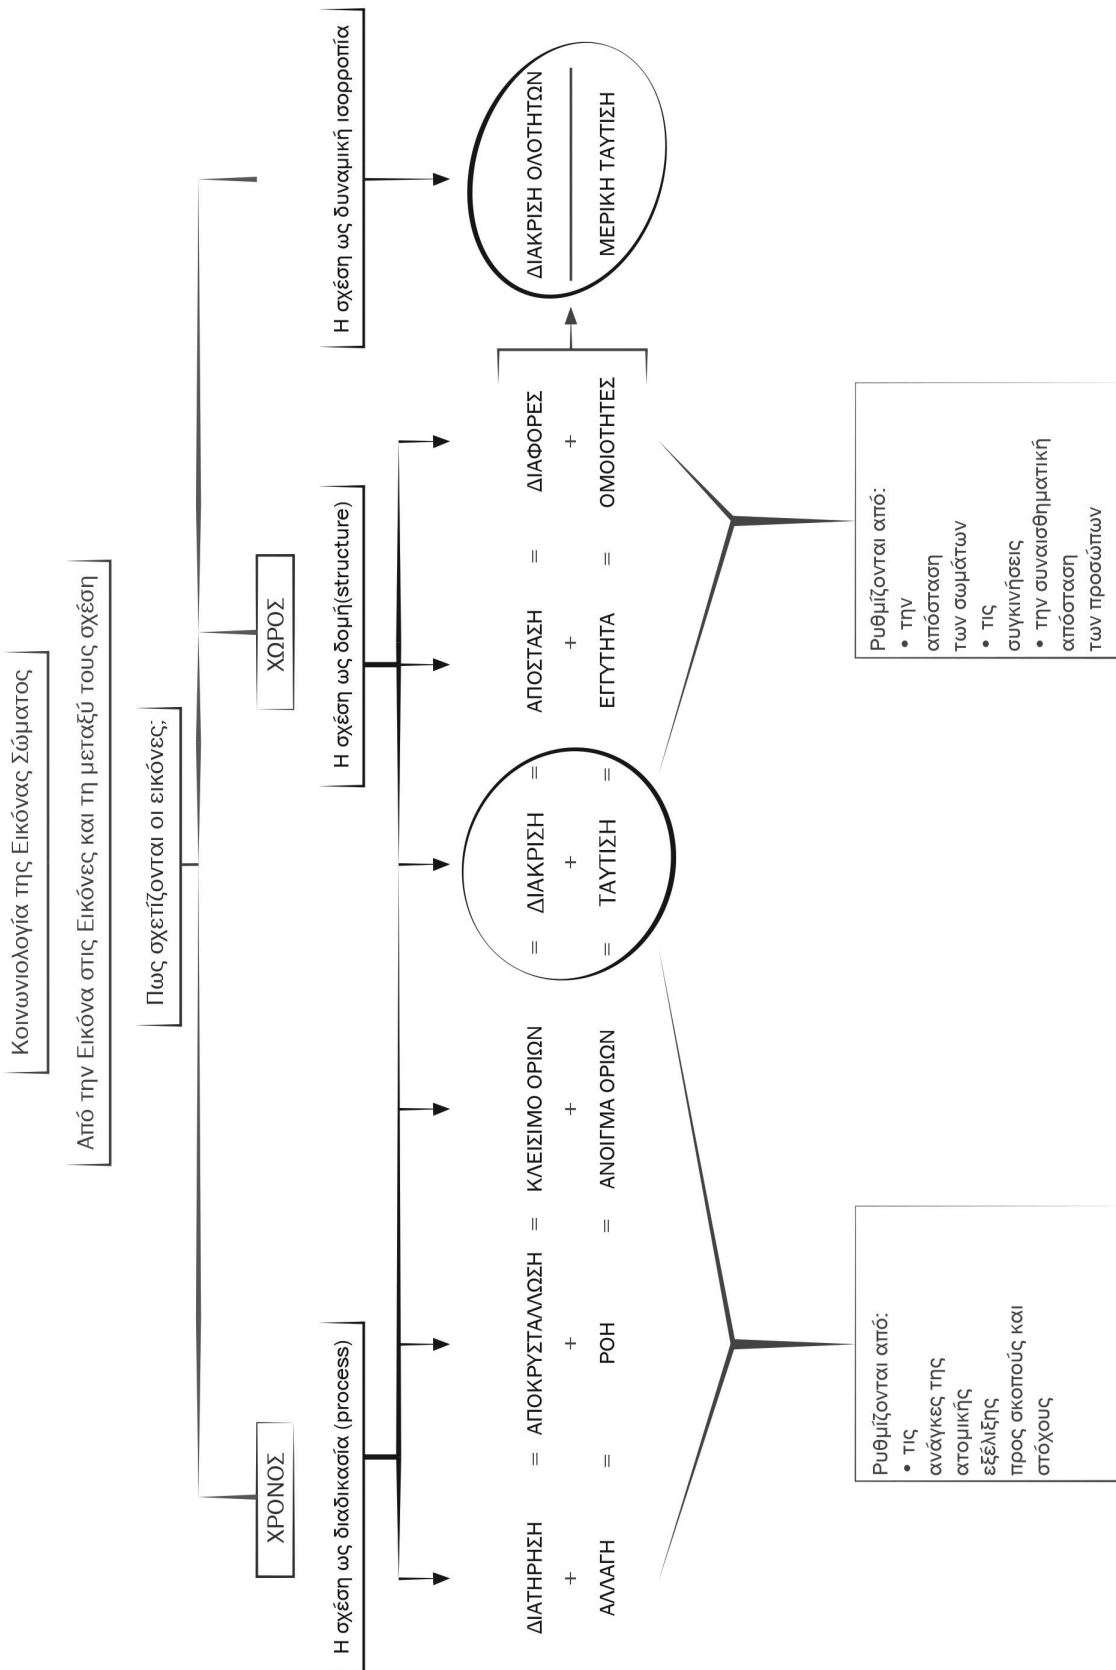 Κοινωνιολογία της Εικόνας Σώματος
Από την Εικόνα στις Εικόνες και τη μεταξύ τους σχέση
Πως σχετίζονται οι εικόνες;
ΧΡΟΝΟΣ
ΧΩΡΟΣ
Η σχέση ως διαδικασία (process)
Η σχέση ως δομή(structure)
Η σχέση ως δυναμική ισορροπία
ΔΙΑΤΗΡΗΣΗ = ΑΠΟΚΡΥΣΤΑΛΛΩΣΗ = ΚΛΕΙΣΙΜΟ ΟΡΙΩΝ = ΔΙΑΚΡΙΣΗ = ΑΠΟΣΤΑΣΗ = ΔΙΑΦΟΡΕΣ
+ + + + + +
ΑΛΛΑΓΗ = ΡΟΗ = ΑΝΟΙΓΜΑ ΟΡΙΩΝ = ΤΑΥΤΙΣΗ = ΕΓΓΥΤΗΤΑ = ΟΜΟΙΟΤΗΤΕΣ
ΔΙΑΚΡΙΣΗ ΟΛΟΤΗΤΩΝ
ΜΕΡΙΚΗ ΤΑΥΤΙΣΗ
Ρυθμίζονται από:
• τις
ανάγκες της
ατομικής
εξέλιξης
προς σκοπούς και
στόχους
Ρυθμίζονται από:
• την
απόσταση
των σωμάτων
• τις
συγκινήσεις
• την συναισθηματική
απόσταση
των προσώπων